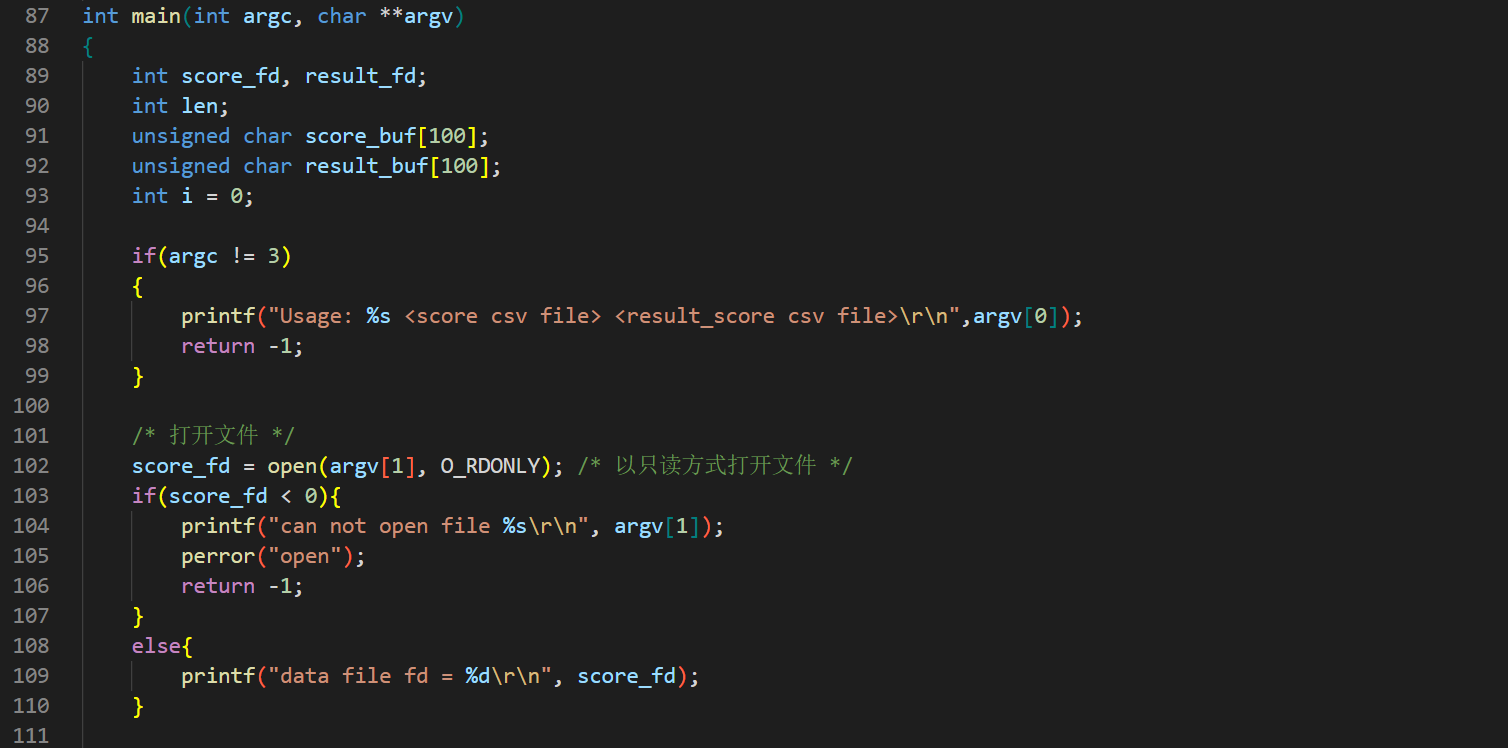 87 int main(int argc, char **argv)
88 {
89 int score_fd, result_fd;
90 int len;
91 unsigned char score_buf[100];
92 unsigned char result_buf[100];
93 int i = 0;
94
95 if(argc != 3)
96 {
97 printf("Usage: %s <score csv file> <result_score csv file>\r\n",argv[0]);
98 return -1;
99 }
100
101 /* 打开文件 */
102 score_fd = open(argv[1], O_RDONLY); /* 以只读方式打开文件 */
103 if(score_fd < 0){
104 printf("can not open file %s\r\n", argv[1]);
105 perror("open");
106 return -1;
107 }
108 else{
109 printf("data file fd = %d\r\n", score_fd);
110 }
111